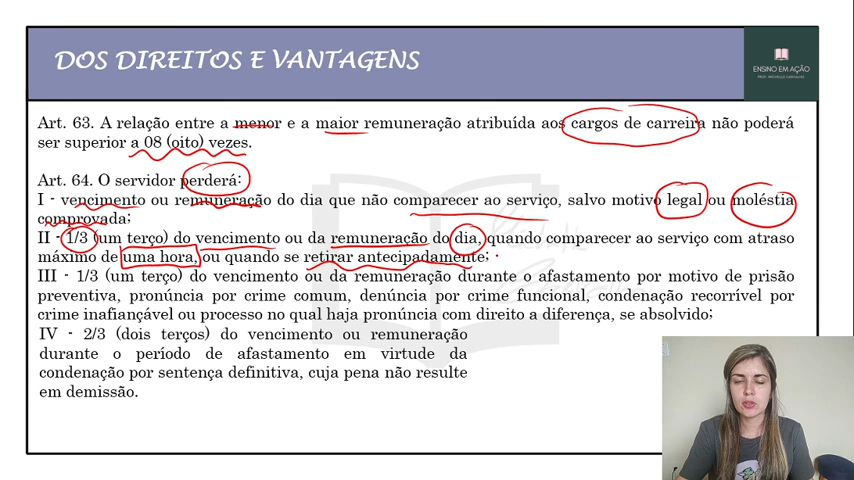 DOS DIREITOS E VANTAGENS
ENSINO EM AÇÃO
Art. 63. A relação entre a menor e a maior remuneração atribuída aos cargos de carreira não poderá
ser superior a 08 (oito) vezes.
Art. 64. O servidor perderá:
I - vencimento ou remuneração do dia que não comparecer ao serviço, salvo motivo legal ou moléstia
comprovada;
II - 1/3 (um terço) do vencimento ou da remuneração do dia, quando comparecer ao serviço com atraso
máximo de uma hora, ou quando se retirar antecipadamente;
III - 1/3 (um terço) do vencimento ou da remuneração durante o afastamento por motivo de prisão
preventiva, pronúncia por crime comum, denúncia por crime funcional, condenação recorrível por
crime inafiançável ou processo no qual haja pronúncia com direito a diferença, se absolvido;
IV - 2/3 (dois terços) do vencimento ou remuneração
durante o período de afastamento em virtude da
condenação por sentença definitiva, cuja pena não resulte
em demissão.